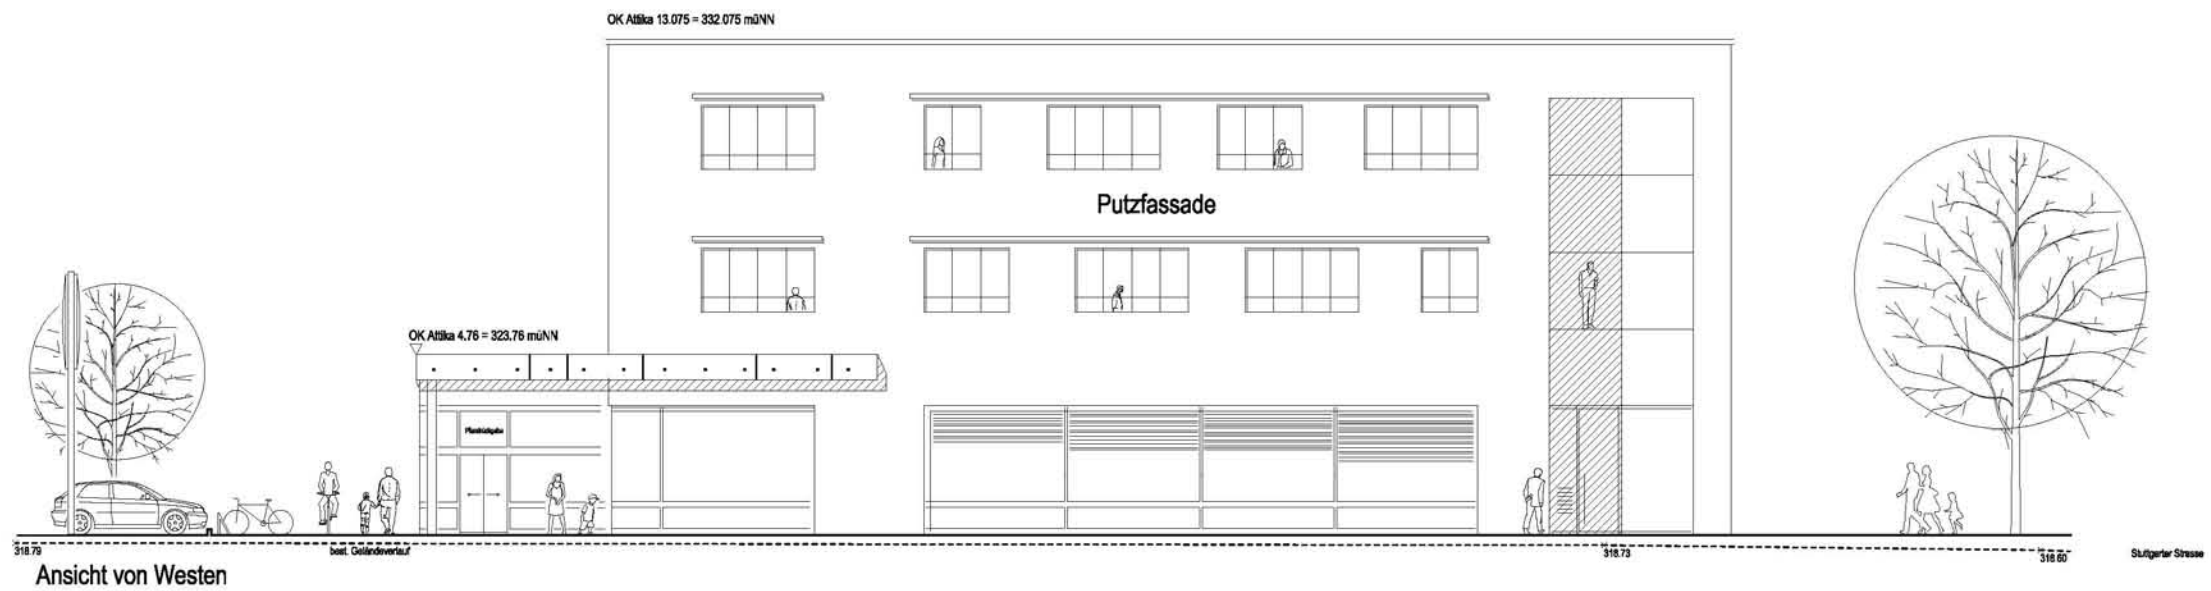 OK Attika 13.075 = 332.075 müNN
Putzfassade
OK Attika 4.76 = 323.76 müNN
Pfandrückgabe
318.79
best. Geländeverlauf
318.73
318.60
Stuttgarter Strasse
Ansicht von Westen